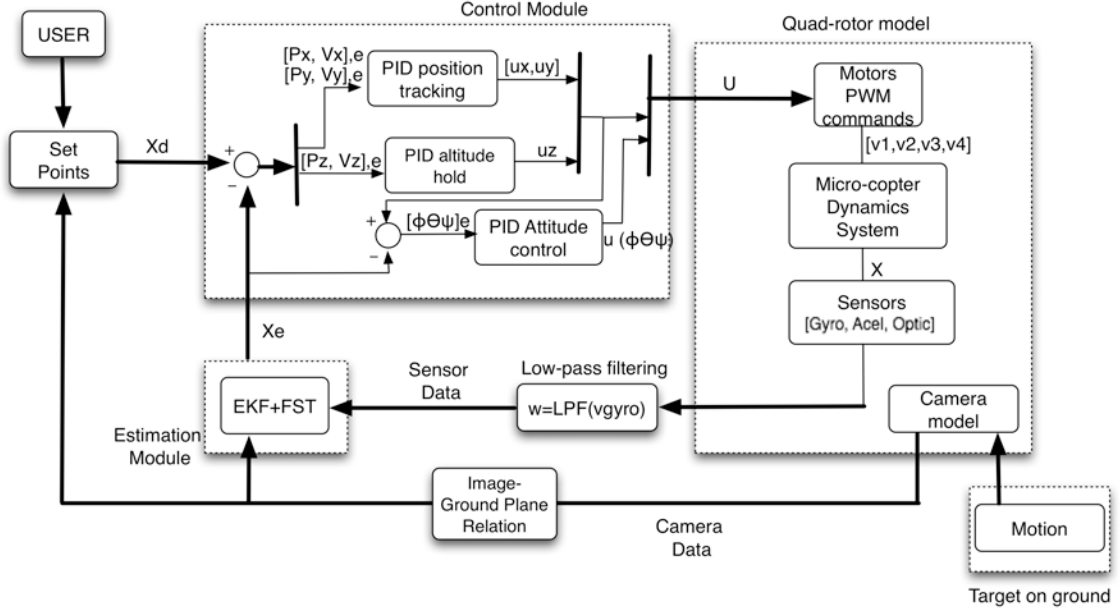 Control Module
Quad-rotor model
USER
[Px, Vx],e
[Py, Vy],e
PID position
tracking
[ux,uy]
U
Motors
PWM
commands
[v1,v2,v3,v4]
Set
Points
Xd
+
−
[Pz, Vz],e
PID altitude
hold
uz
Micro-copter
Dynamics
System
+
−
[ϕΘψ]e
PID Attitude
control
u (ϕΘψ)
X
Sensors
[Gyro, Acel, Optic]
Xe
Sensor
Data
Low-pass filtering
EKF+FST
w=LPF(vgyro)
Camera
model
Estimation
Module
Image-
Ground Plane
Relation
Camera
Data
Motion
Target on ground